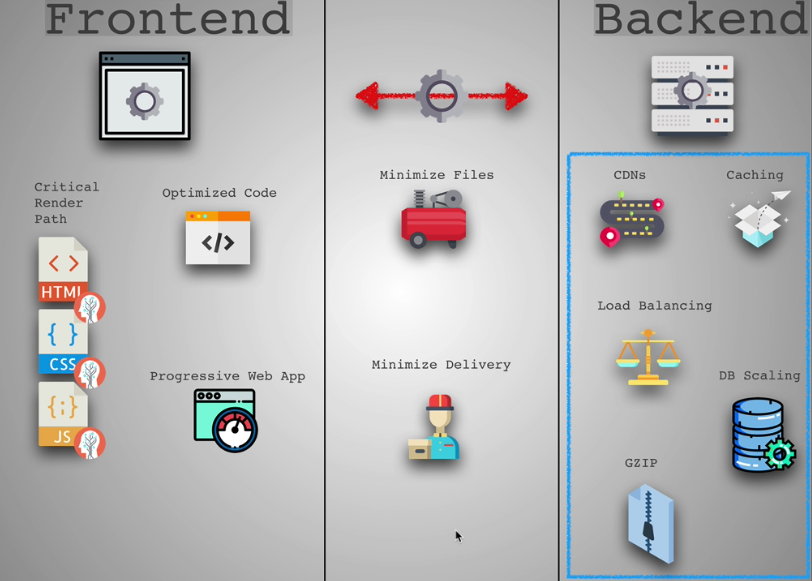 Frontend
Backend
Critical
Render
Path
Optimized Code
</>
HTML
{ }
CSS
{;}
JS
Progressive Web App
Minimize Files
Minimize Delivery
CDNs
Caching
Load Balancing
DB Scaling
GZIP